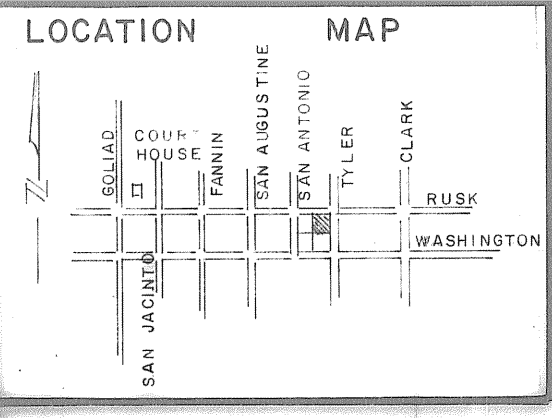 LOCATION MAP
GOLIAD
COURT
HOUSE
FANNIN
SAN AUGUSTINE
SAN ANTONIO
TYLER
CLARK
RUSK
WASHINGTON
SAN JACINTO
N